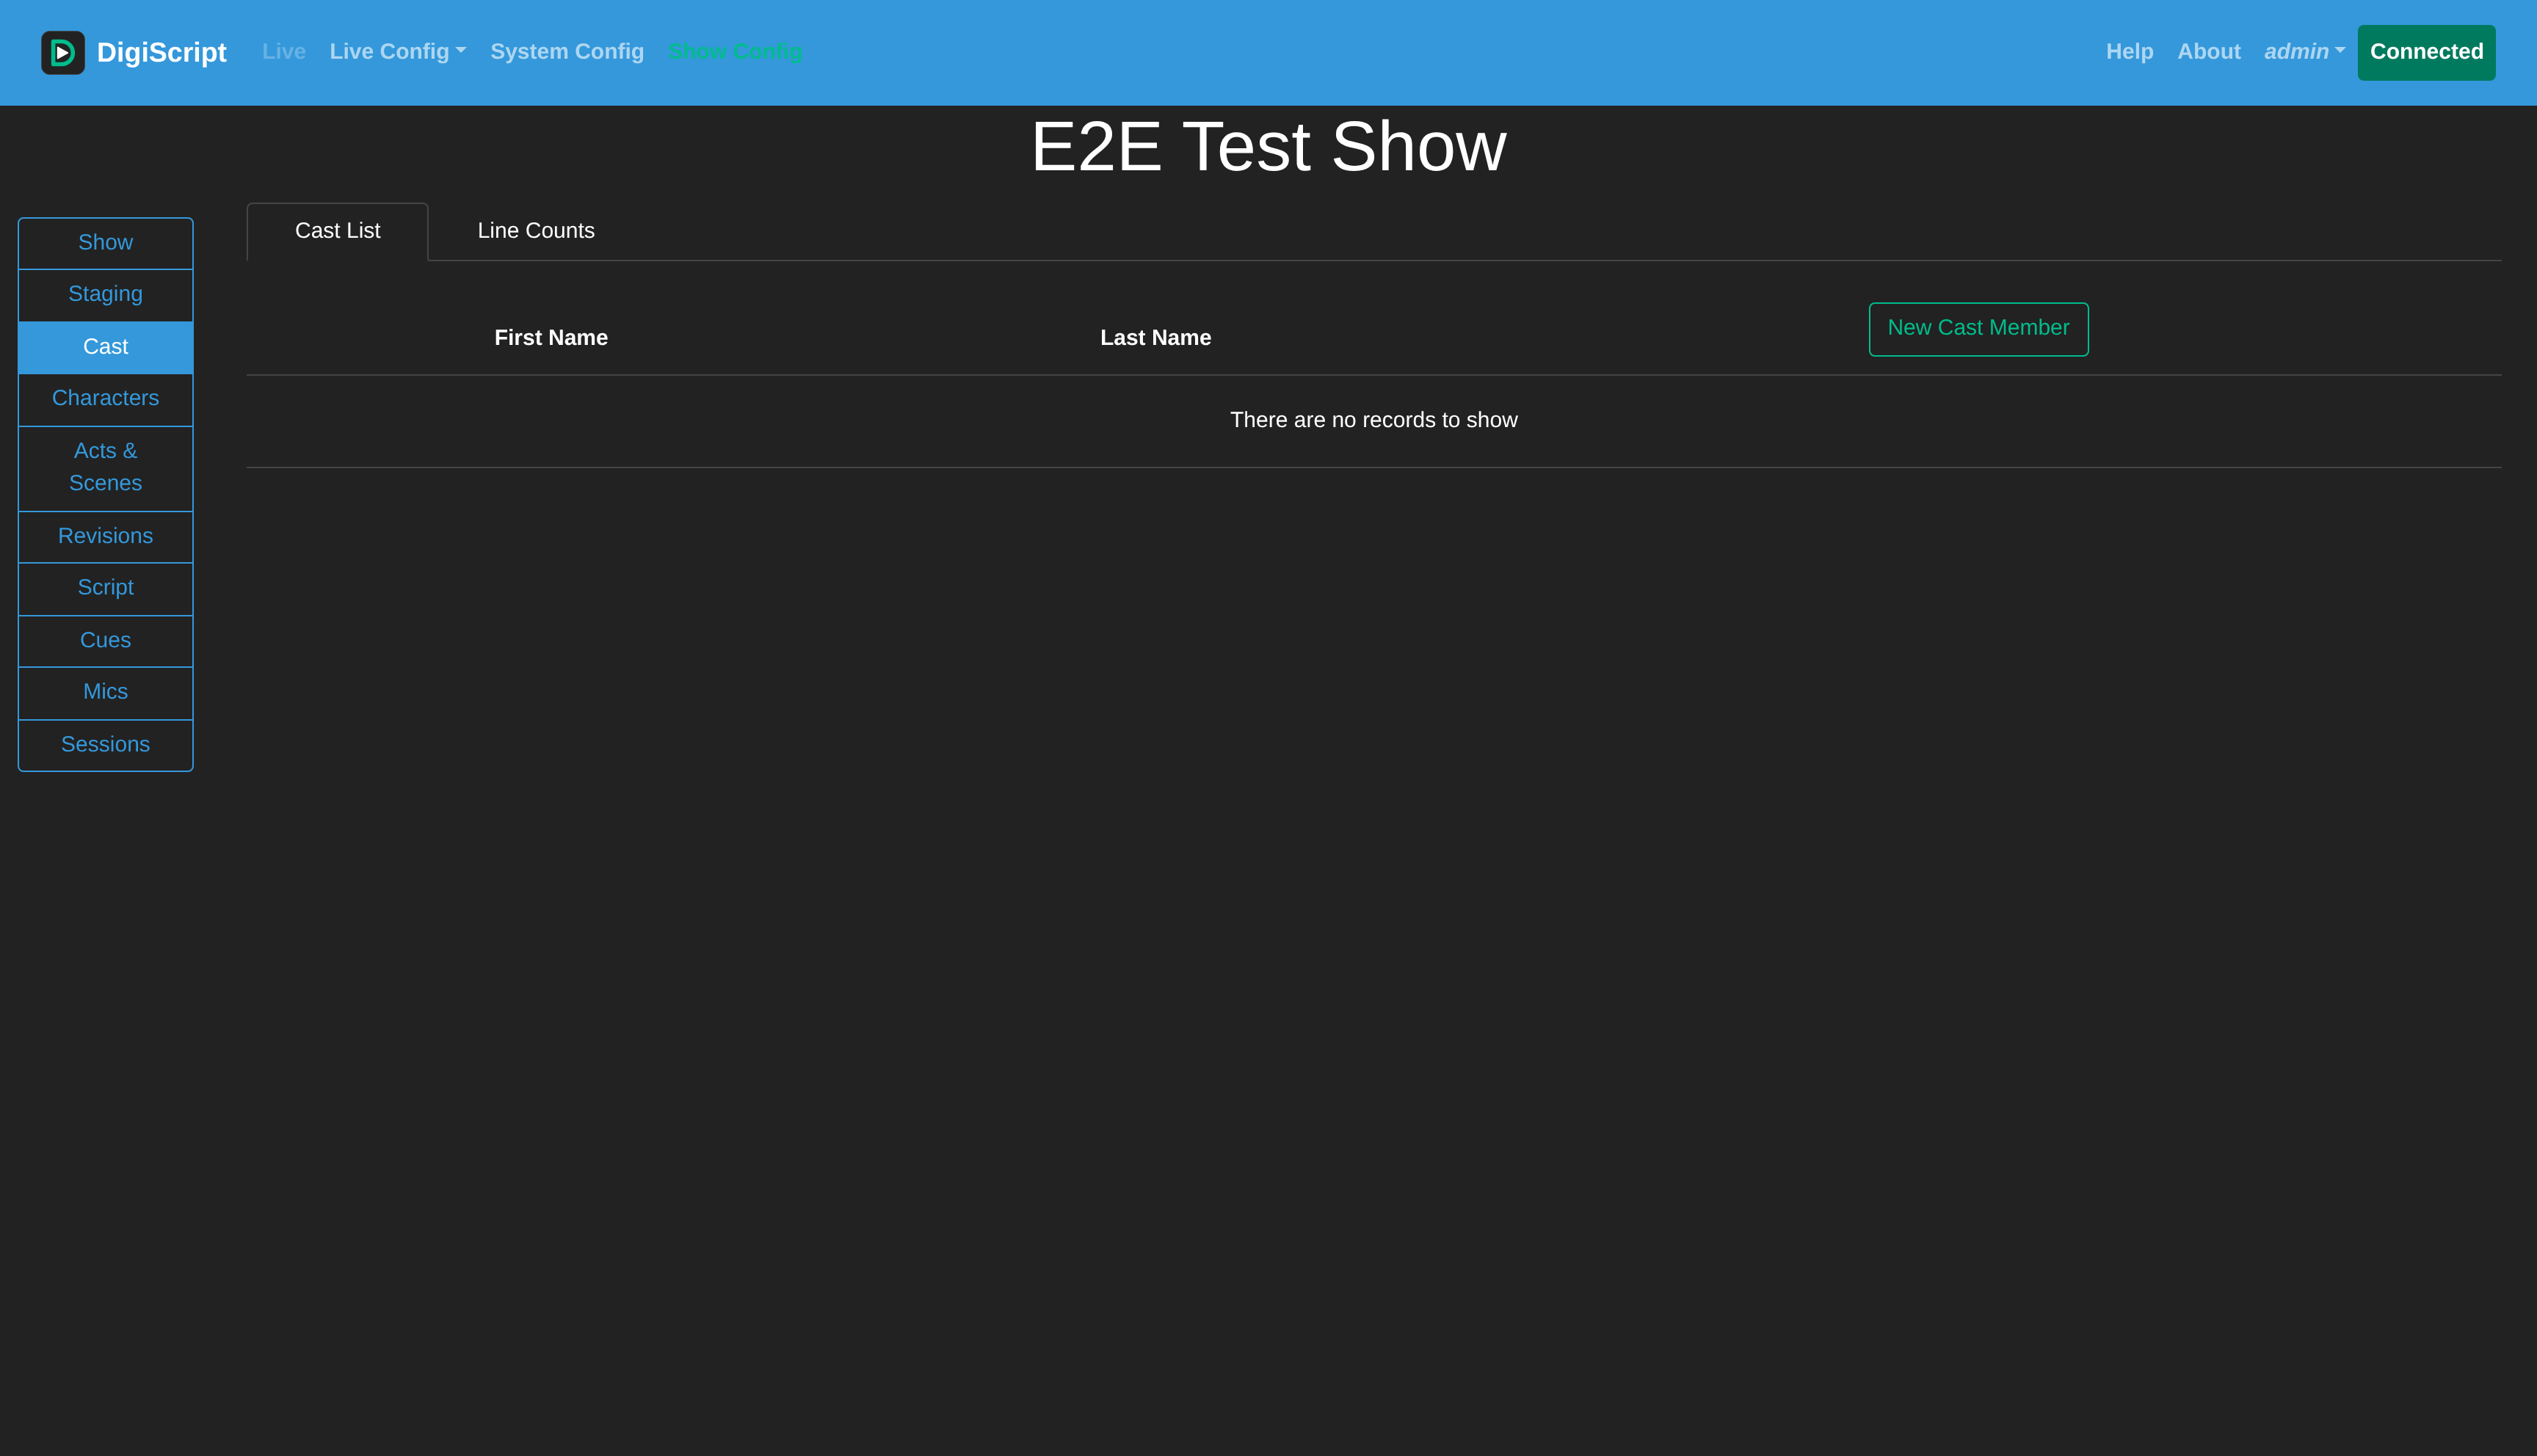 DigiScript Live Live Config System Config Show Config Help About admin Connected
E2E Test Show
Show
Staging
Cast
Characters
Acts &
Scenes
Revisions
Script
Cues
Mics
Sessions
Cast List Line Counts
First Name Last Name New Cast Member
There are no records to show